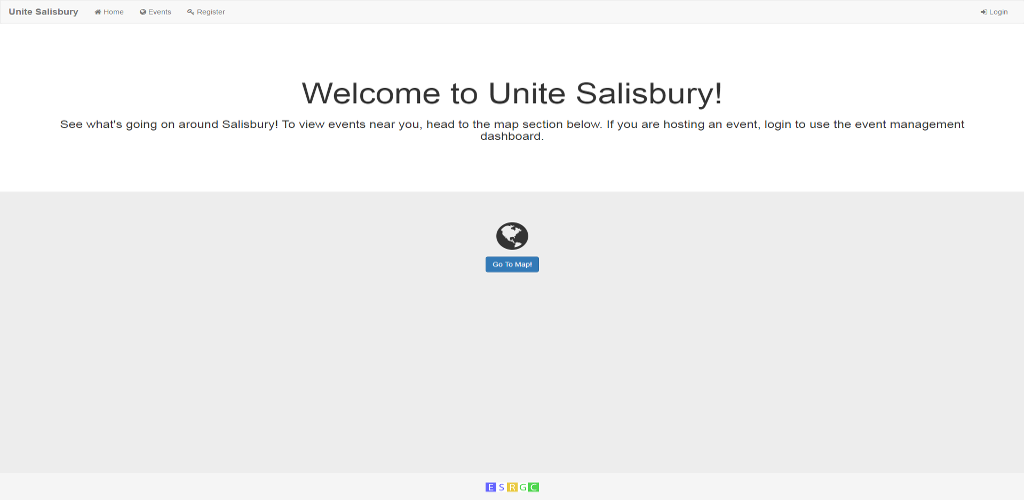 Unite Salisbury Home Events Register Login
Welcome to Unite Salisbury!
See what's going on around Salisbury! To view events near you, head to the map section below. If you are hosting an event, login to use the event management
dashboard.
Go To Map!
E S R G C